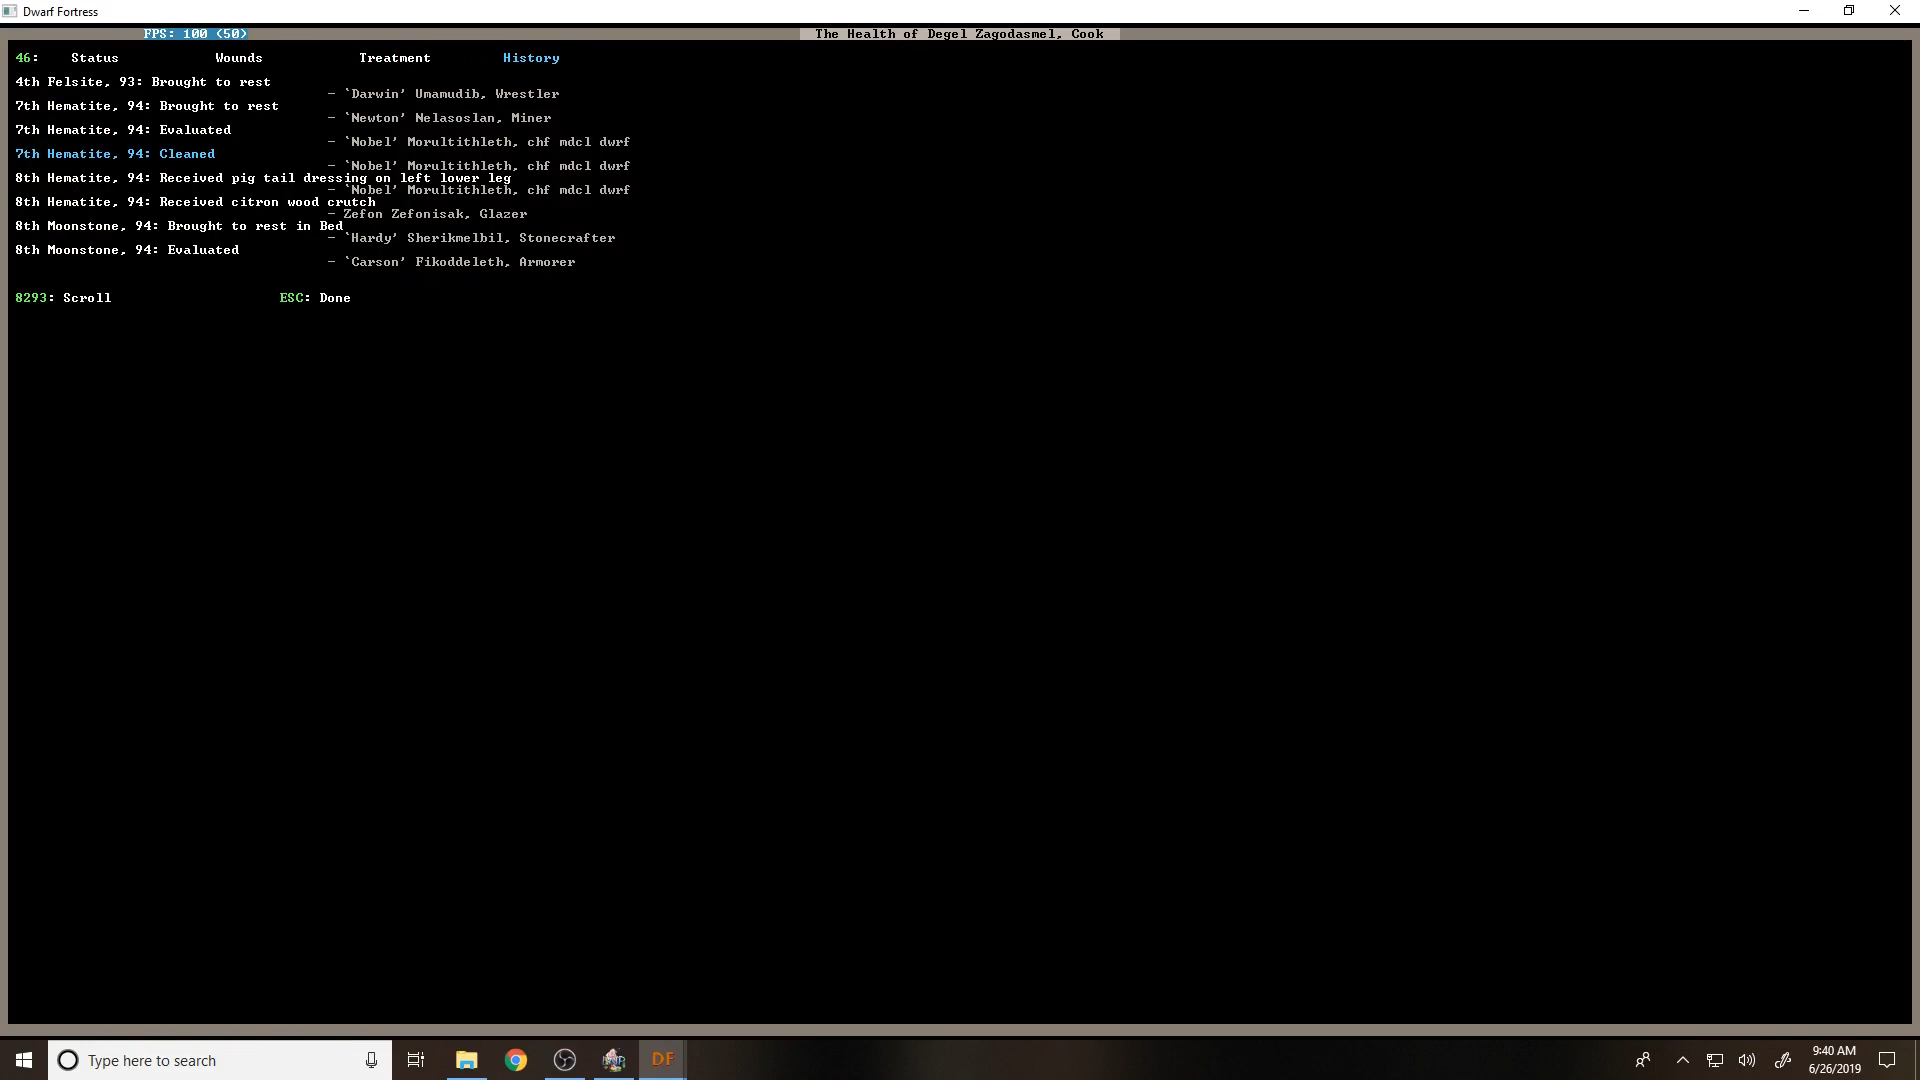 Dwarf Fortress
FPS: 100 (50)
The Health of Degel Zagodasmel, Cook
46: Status Wounds Treatment History
4th Felsite, 93: Brought to rest
- `Darwin' Umamudib, Wrestler
7th Hematite, 94: Brought to rest
- `Newton' Nelasoslan, Miner
7th Hematite, 94: Evaluated
- `Nobel' Morultithleth, chf mdcl dwrf
7th Hematite, 94: Cleaned
- `Nobel' Morultithleth, chf mdcl dwrf
8th Hematite, 94: Received pig tail dressing on left lower leg
- `Nobel' Morultithleth, chf mdcl dwrf
8th Hematite, 94: Received citron wood crutch
- Zefon Zefonisak, Glazer
8th Moonstone, 94: Brought to rest in Bed
- `Hardy' Sherikmelbil, Stonecrafter
8th Moonstone, 94: Evaluated
- `Carson' Fikoddeleth, Armorer
8293: Scroll ESC: Done
Type here to search
DF
9:40 AM
6/26/2019